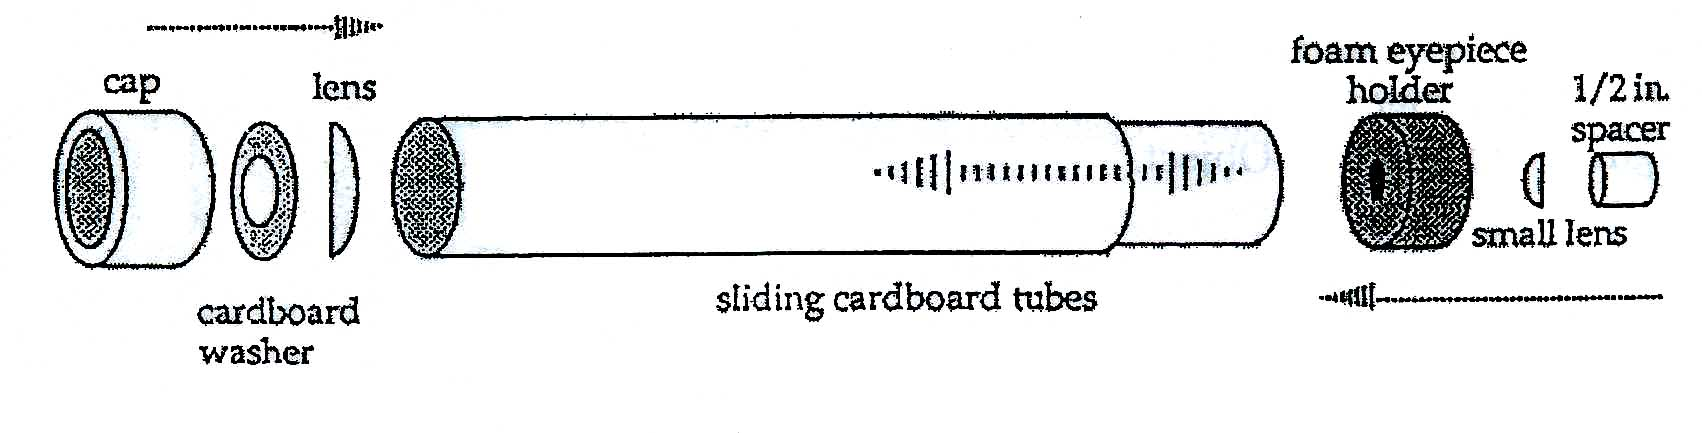 cap
lens
cardboard
washer
sliding cardboard tubes
foam eyepiece
holder
small lens
1/2 in.
spacer